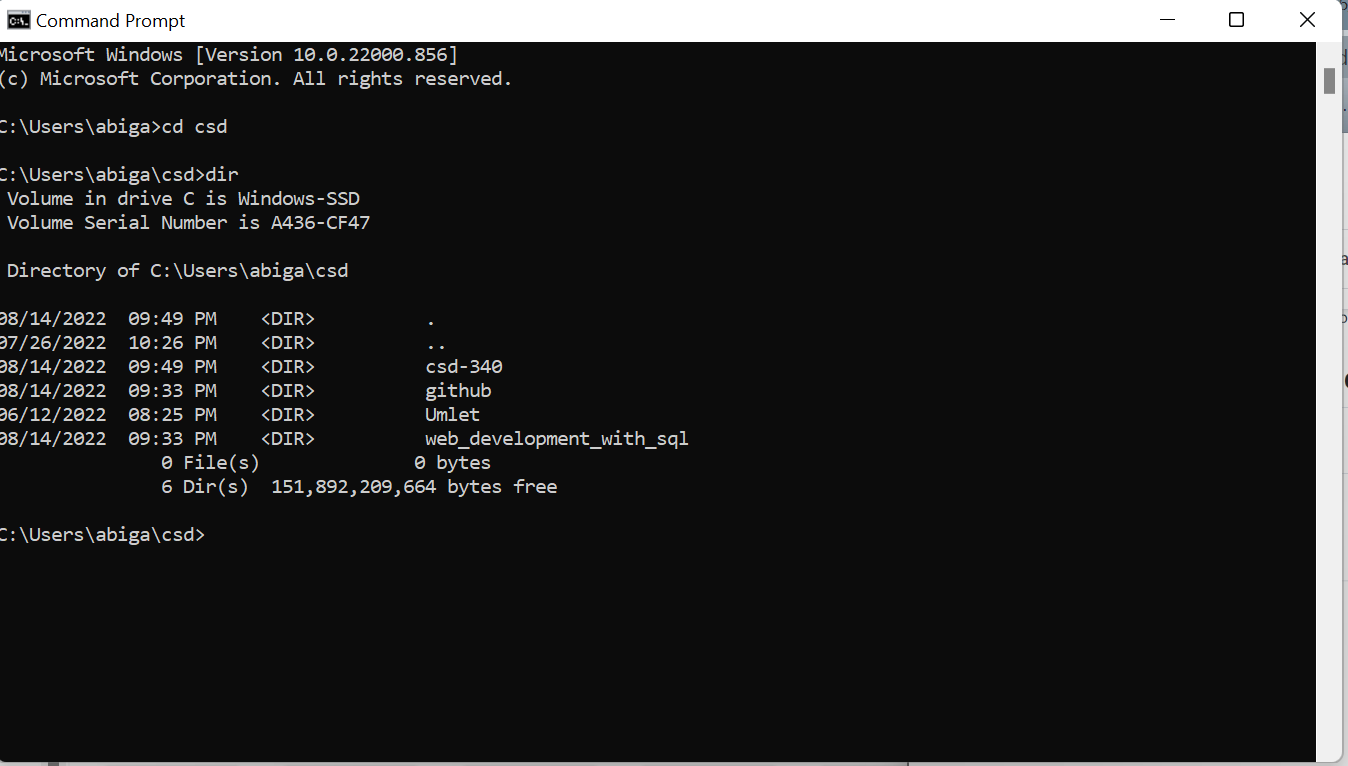 Command Prompt
Microsoft Windows [Version 10.0.22000.856]
(c) Microsoft Corporation. All rights reserved.
C:\Users\abiga>cd csd
C:\Users\abiga\csd>dir
 Volume in drive C is Windows-SSD
 Volume Serial Number is A436-CF47
 Directory of C:\Users\abiga\csd
08/14/2022  09:49 PM    <DIR>          .
07/26/2022  10:26 PM    <DIR>          ..
08/14/2022  09:49 PM    <DIR>          csd-340
08/14/2022  09:33 PM    <DIR>          github
06/12/2022  08:25 PM    <DIR>          Umlet
08/14/2022  09:33 PM    <DIR>          web_development_with_sql
               0 File(s)              0 bytes
               6 Dir(s)  151,892,209,664 bytes free
C:\Users\abiga\csd>